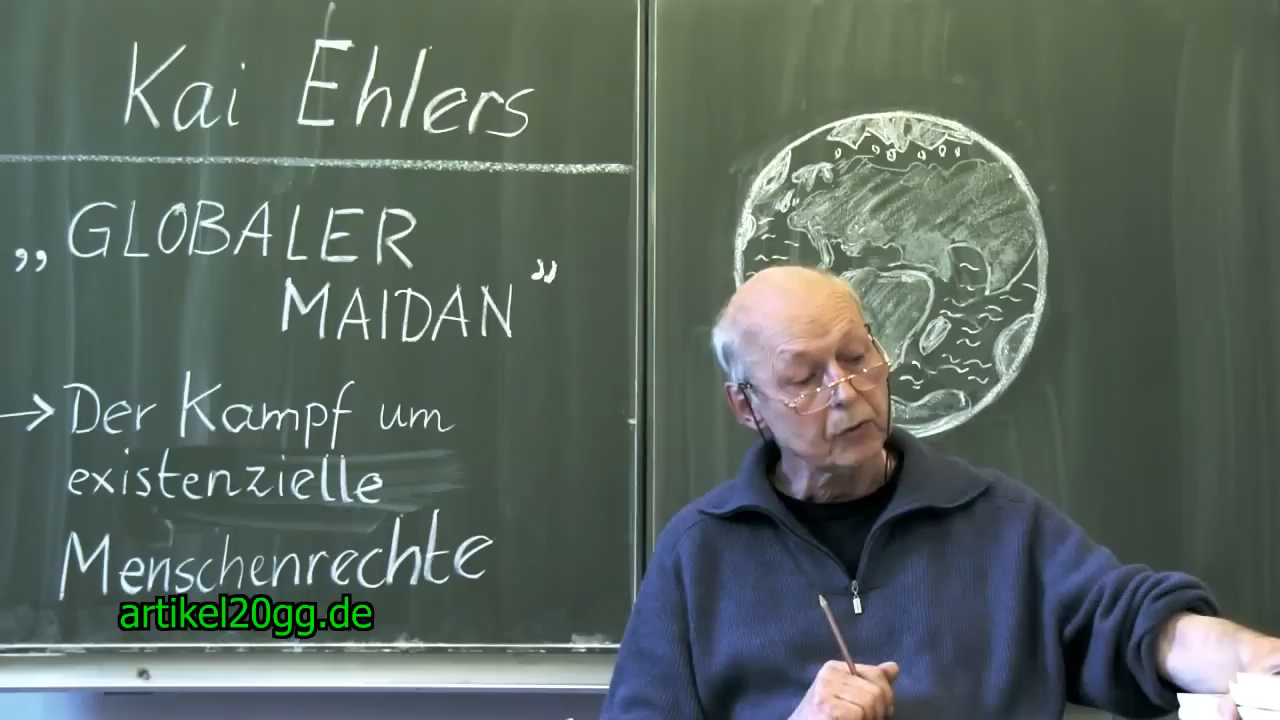 Kai Ehlers
„GLOBALER
MAIDAN"
→ Der Kampf um
existenzielle
Menschenrechte
artikel20gg.de